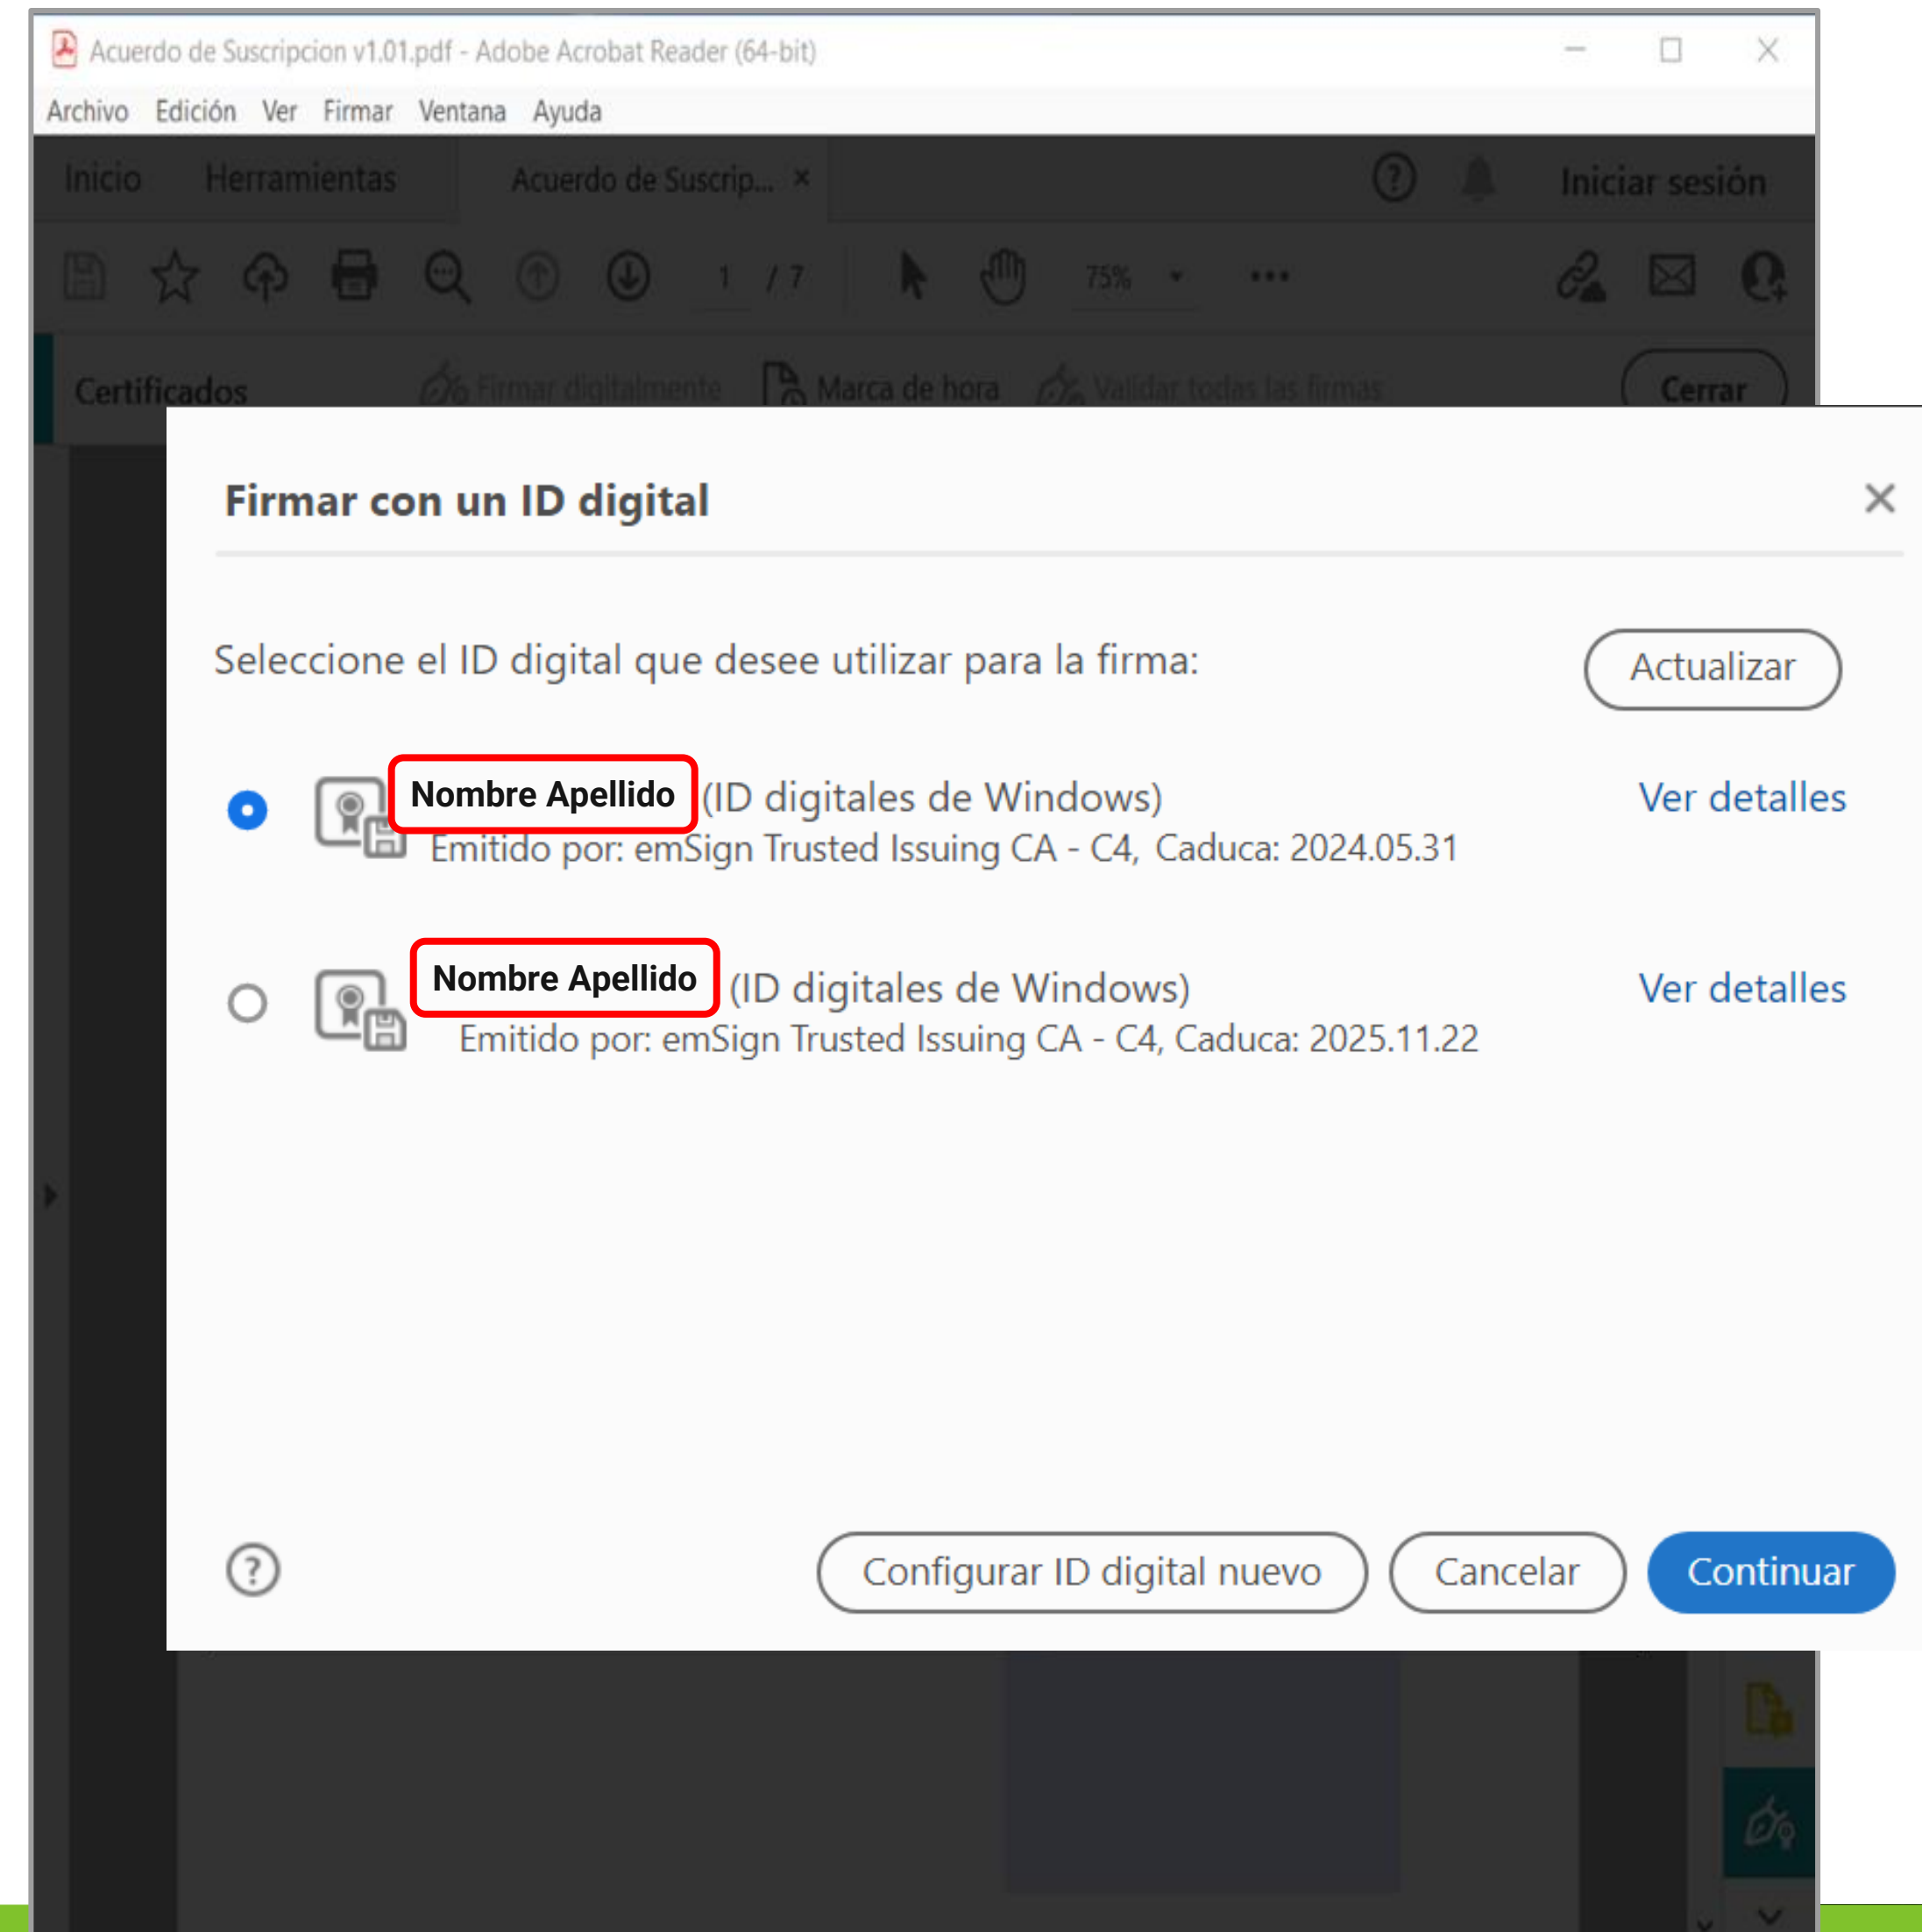 Acuerdo de Suscripcion v1.01.pdf - Adobe Acrobat Reader (64-bit)
Archivo Edición Ver Firmar Ventana Ayuda
Inicio Herramientas Acuerdo de Suscrip... × Iniciar sesión
1 / 7 75%
Certificados Firmar digitalmente Marca de hora Validar todas las firmas Cerrar
Firmar con un ID digital
Seleccione el ID digital que desee utilizar para la firma: Actualizar
Nombre Apellido (ID digitales de Windows) Ver detalles
Emitido por: emSign Trusted Issuing CA - C4, Caduca: 2024.05.31
Nombre Apellido (ID digitales de Windows) Ver detalles
Emitido por: emSign Trusted Issuing CA - C4, Caduca: 2025.11.22
Configurar ID digital nuevo Cancelar Continuar